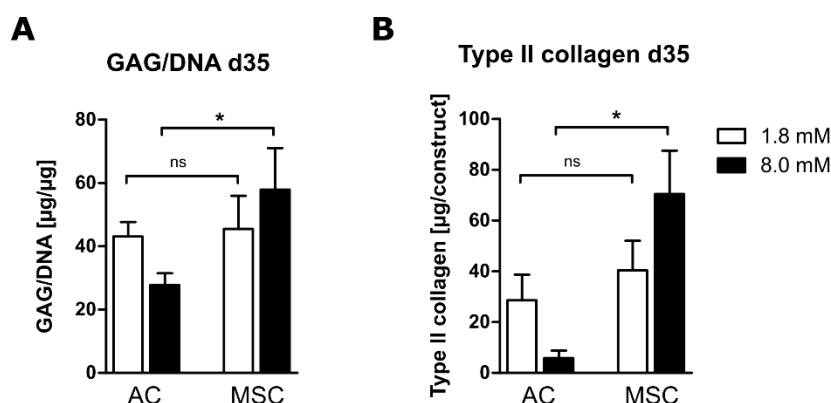 A
GAG/DNA d35
GAG/DNA [µg/µg]
80
60
40
20
0
*
ns
AC
MSC
B
Type II collagen d35
Type II collagen [µg/construct]
100
80
60
40
20
0
*
ns
AC
MSC
1.8 mM
8.0 mM